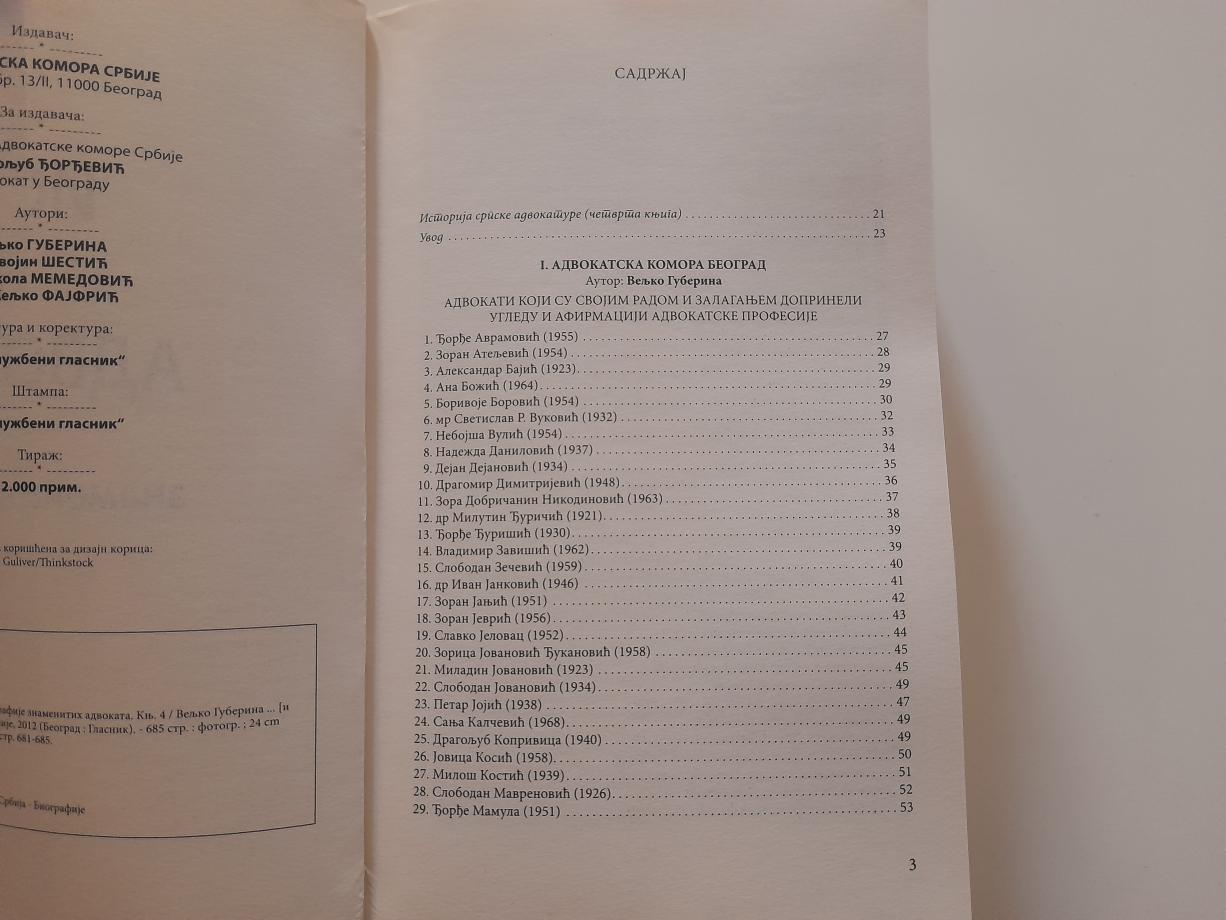 Издавач:
------ * ---------
СКА КОМОРА СРБИЈЕ
бр. 13/II, 11000 Београд
За издавача:
------ * ---------
Адвокатске коморе Србије
ољуб ЂОРЂЕВИЋ
окат у Београду
Аутори:
------ * ---------
ко ГУБЕРИНА
војин ШЕСТИЋ
кола МЕМЕДОВИЋ
Жељко ФАЈФРИЋ
ура и коректура:
------ * ---------
лужбени гласник“
Штампа:
------ * ---------
лужбени гласник“
Тираж:
------ * ---------
2.000 прим.
коришћена за дизајн корица:
Guliver/Thinkstock
афије знаменитих адвоката. Књ. 4 / Вељко Губерина ... [и
ије, 2012 (Београд : Гласник). - 685 стр. : фотогр. ; 24 cm
стр. 681-685.
Србија - Биографије
САДРЖАЈ
Историја српске адвокатуре (четврта књига) . . . . . . . . . . 21
Увод . . . . . . . . . . 23
I. АДВОКАТСКА КОМОРА БЕОГРАД
Аутор: Вељко Губерина
АДВОКАТИ КОЈИ СУ СВОЈИМ РАДОМ И ЗАЛАГАЊЕМ ДОПРИНЕЛИ
УГЛЕДУ И АФИРМАЦИЈИ АДВОКАТСКЕ ПРОФЕСИЈЕ
1. Ђорђе Аврамовић (1955) . . . . . . . . . . 27
2. Зоран Атељевић (1954) . . . . . . . . . . 28
3. Александар Бајић (1923) . . . . . . . . . . 29
4. Ана Божић (1964) . . . . . . . . . . 29
5. Боривоје Боровић (1954) . . . . . . . . . . 30
6. мр Светислав Р. Вуковић (1932) . . . . . . . . . . 32
7. Небојша Вулић (1954) . . . . . . . . . . 33
8. Надежда Даниловић (1937) . . . . . . . . . . 34
9. Дејан Дејановић (1934) . . . . . . . . . . 35
10. Драгомир Димитријевић (1948) . . . . . . . . . . 36
11. Зора Добричанин Никодиновић (1963) . . . . . . . . . . 37
12. др Милутин Ђуричић (1921) . . . . . . . . . . 38
13. Ђорђе Ђуришић (1930) . . . . . . . . . . 39
14. Владимир Завишић (1962) . . . . . . . . . . 39
15. Слободан Зечевић (1959) . . . . . . . . . . 40
16. др Иван Јанковић (1946) . . . . . . . . . . 41
17. Зоран Јањић (1951) . . . . . . . . . . 42
18. Зоран Јеврић (1956) . . . . . . . . . . 43
19. Славко Јеловац (1952) . . . . . . . . . . 44
20. Зорица Јовановић Ђукановић (1958) . . . . . . . . . . 45
21. Миладин Јовановић (1923) . . . . . . . . . . 45
22. Слободан Јовановић (1934) . . . . . . . . . . 49
23. Петар Јојић (1938) . . . . . . . . . . 47
24. Сања Калчевић (1968) . . . . . . . . . . 49
25. Драгољуб Копривица (1940) . . . . . . . . . . 49
26. Јовица Косић (1958) . . . . . . . . . . 50
27. Милош Костић (1939) . . . . . . . . . . 51
28. Слободан Мавреновић (1926) . . . . . . . . . . 52
29. Ђорђе Мамула (1951) . . . . . . . . . . 53
3